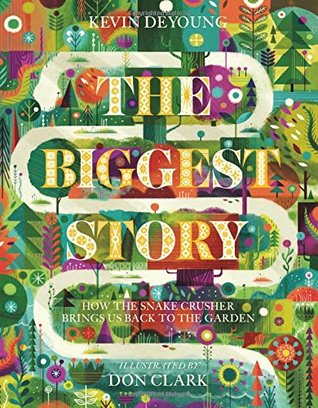 KEVIN DEYOUNG
THE
BIGGEST
STORY
HOW THE SNAKE CRUSHER
BRINGS US BACK TO THE GARDEN
ILLUSTRATED BY
DON CLARK